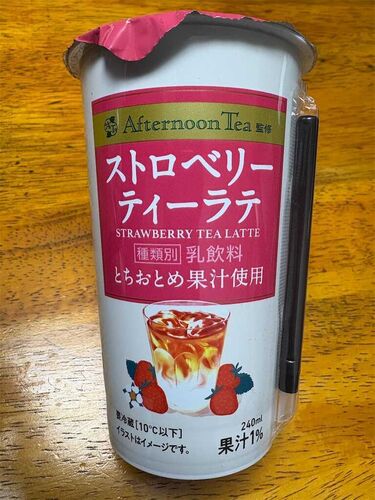 Afternoon Tea 監修
ストロベリー
ティーラテ
STRAWBERRY TEA LATTE
種類別 乳飲料
とちおとめ果汁使用
要冷蔵[10℃以下]
イラストはイメージです。
240ml
果汁1%